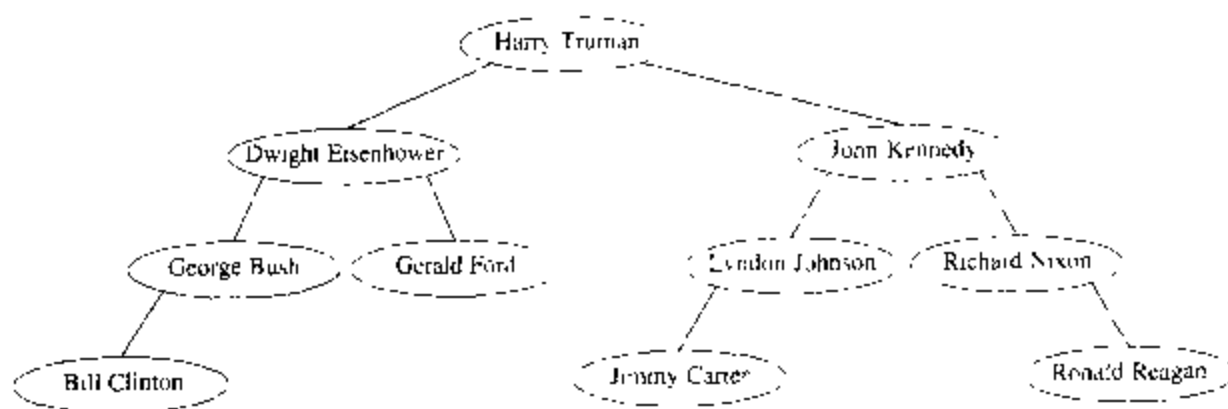 Harry Truman
Dwight Eisenhower
John Kennedy
George Bush
Gerald Ford
Lyndon Johnson
Richard Nixon
Bill Clinton
Jimmy Carter
Ronald Reagan